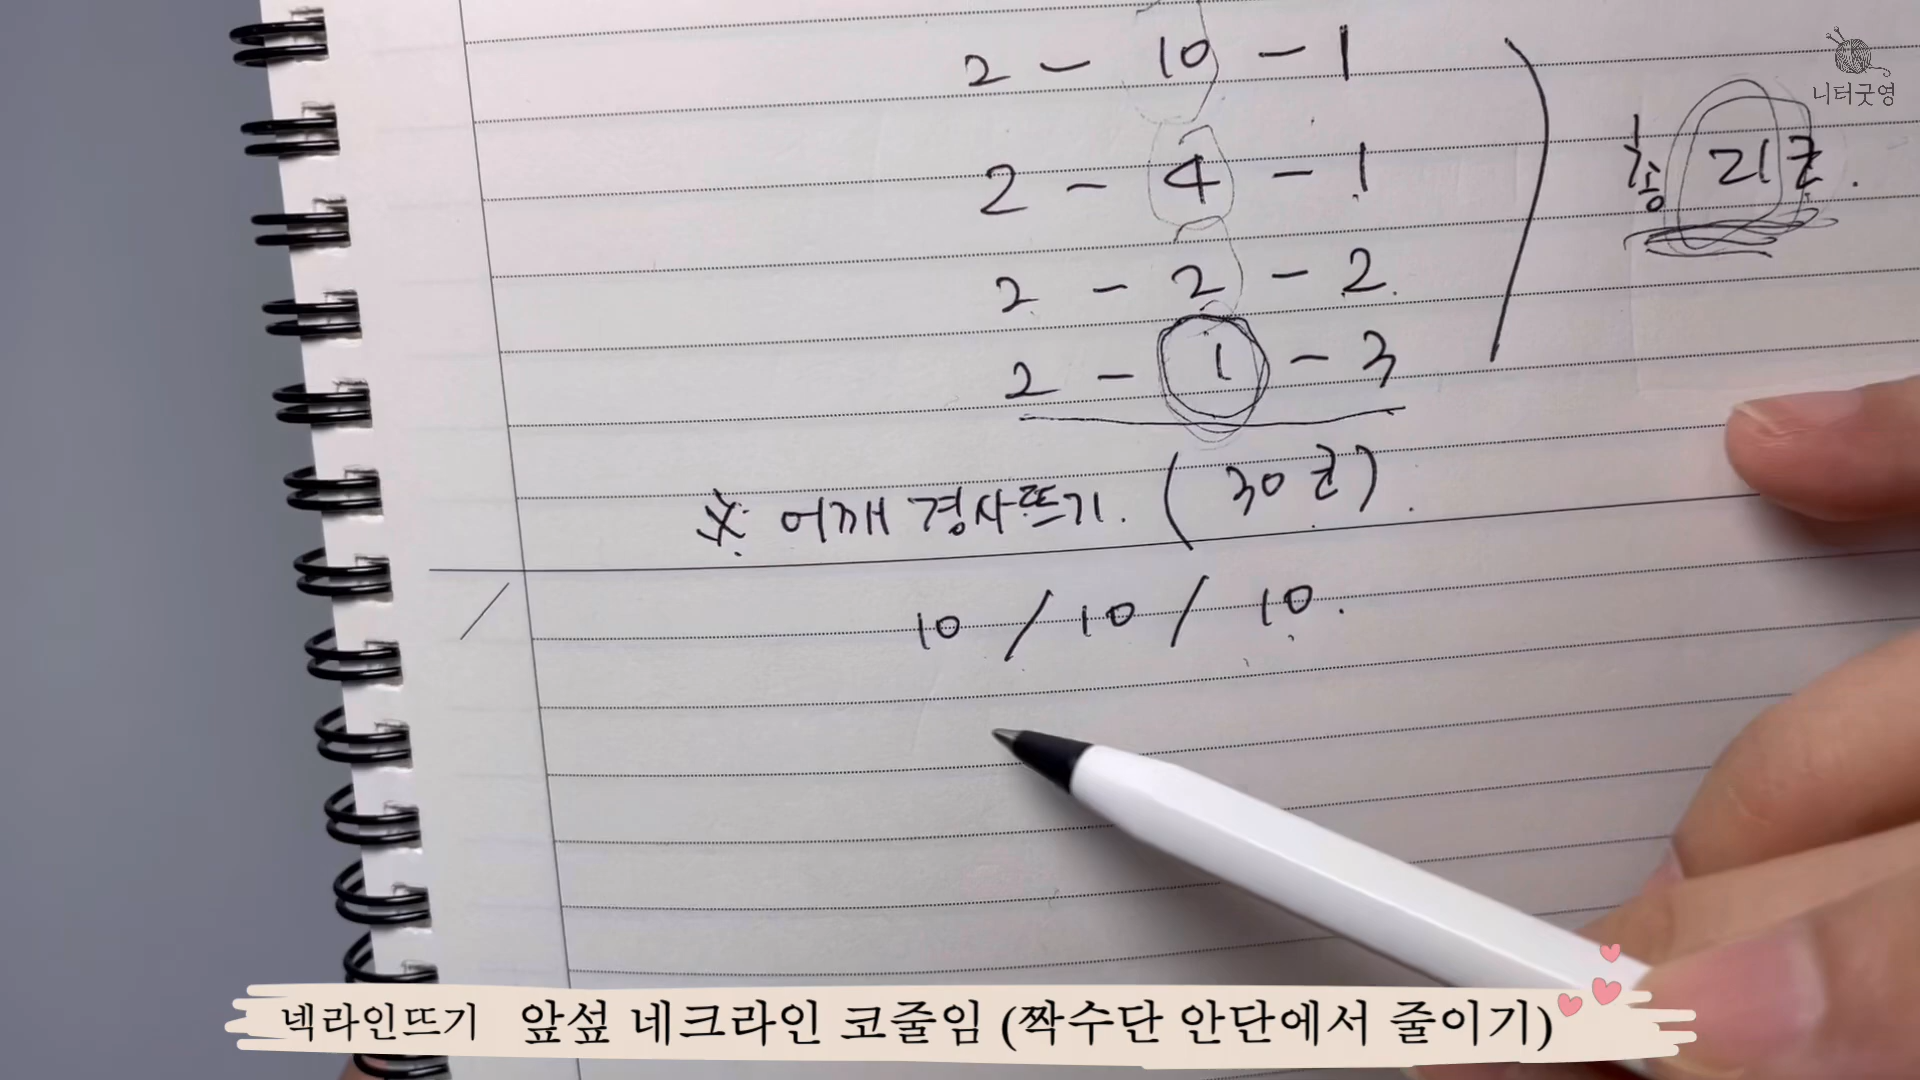 2 - 10 - 1
니터굿영
2 - 4 - 1
총 21코.
2 - 2 - 2.
2 - 1 - 3
※ 어깨 경사뜨기. (30코).
10 / 10 / 10.
넥라인뜨기 앞섶 네크라인 코줄임 (짝수단 안단에서 줄이기)